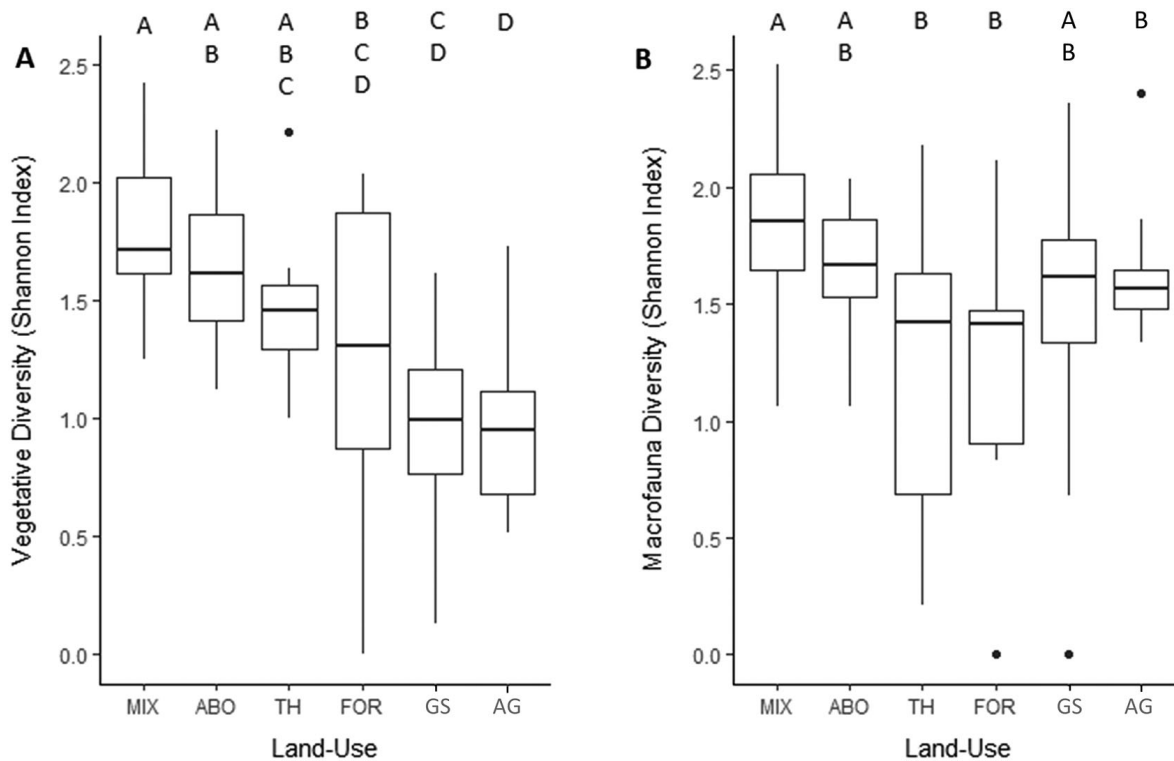 A A A B C D
B B C D
C D
A
Vegetative Diversity (Shannon Index)
2.5
2.0
1.5
1.0
0.5
0.0
MIX ABO TH FOR GS AG
Land-Use
A A B B A B
B B
B
Macrofauna Diversity (Shannon Index)
2.5
2.0
1.5
1.0
0.5
0.0
MIX ABO TH FOR GS AG
Land-Use